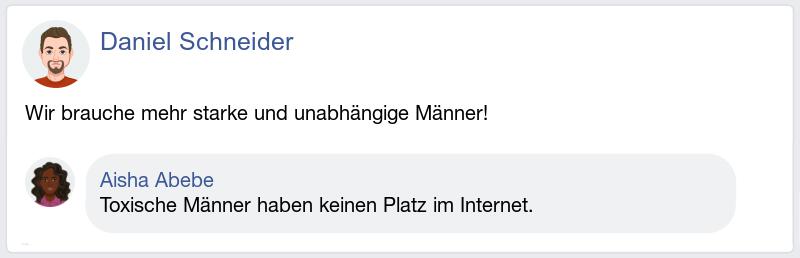 Daniel Schneider
Wir brauche mehr starke und unabhängige Männer!
Aisha Abebe
Toxische Männer haben keinen Platz im Internet.